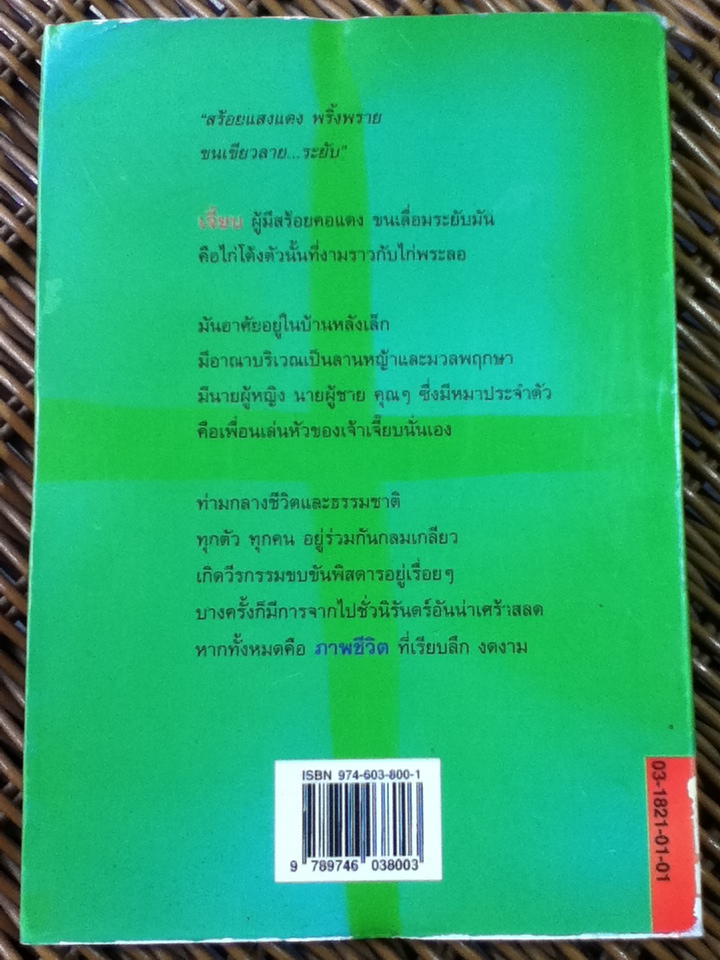 "สร้อยแสงแดง พริ้งพราย
ขนเขียวลาย...ระยับ"
เจี๊ยบ ผู้มีสร้อยคอแดง ขนเลื่อมระยับมัน
คือไก่โต้งตัวนั้นที่งามราวกับไก่พระลอ
มันอาศัยอยู่ในบ้านหลังเล็ก
มีอาณาบริเวณเป็นลานหญ้าและมวลพฤกษา
มีนายผู้หญิง นายผู้ชาย คุณๆ ซึ่งมีหมาประจำตัว
คือเพื่อนเล่นหัวของเจ้าเจี๊ยบนั่นเอง
ท่ามกลางชีวิตและธรรมชาติ
ทุกตัว ทุกคน อยู่ร่วมกันกลมเกลียว
เกิดวีรกรรมขบขันพิสดารอยู่เรื่อยๆ
บางครั้งก็มีการจากไปชั่วนิรันดร์อันน่าเศร้าสลด
หากทั้งหมดคือ ภาพชีวิต ที่เรียบลึก งดงาม
ISBN 974-603-800-1
9 789746 038003
03-1821-01-01